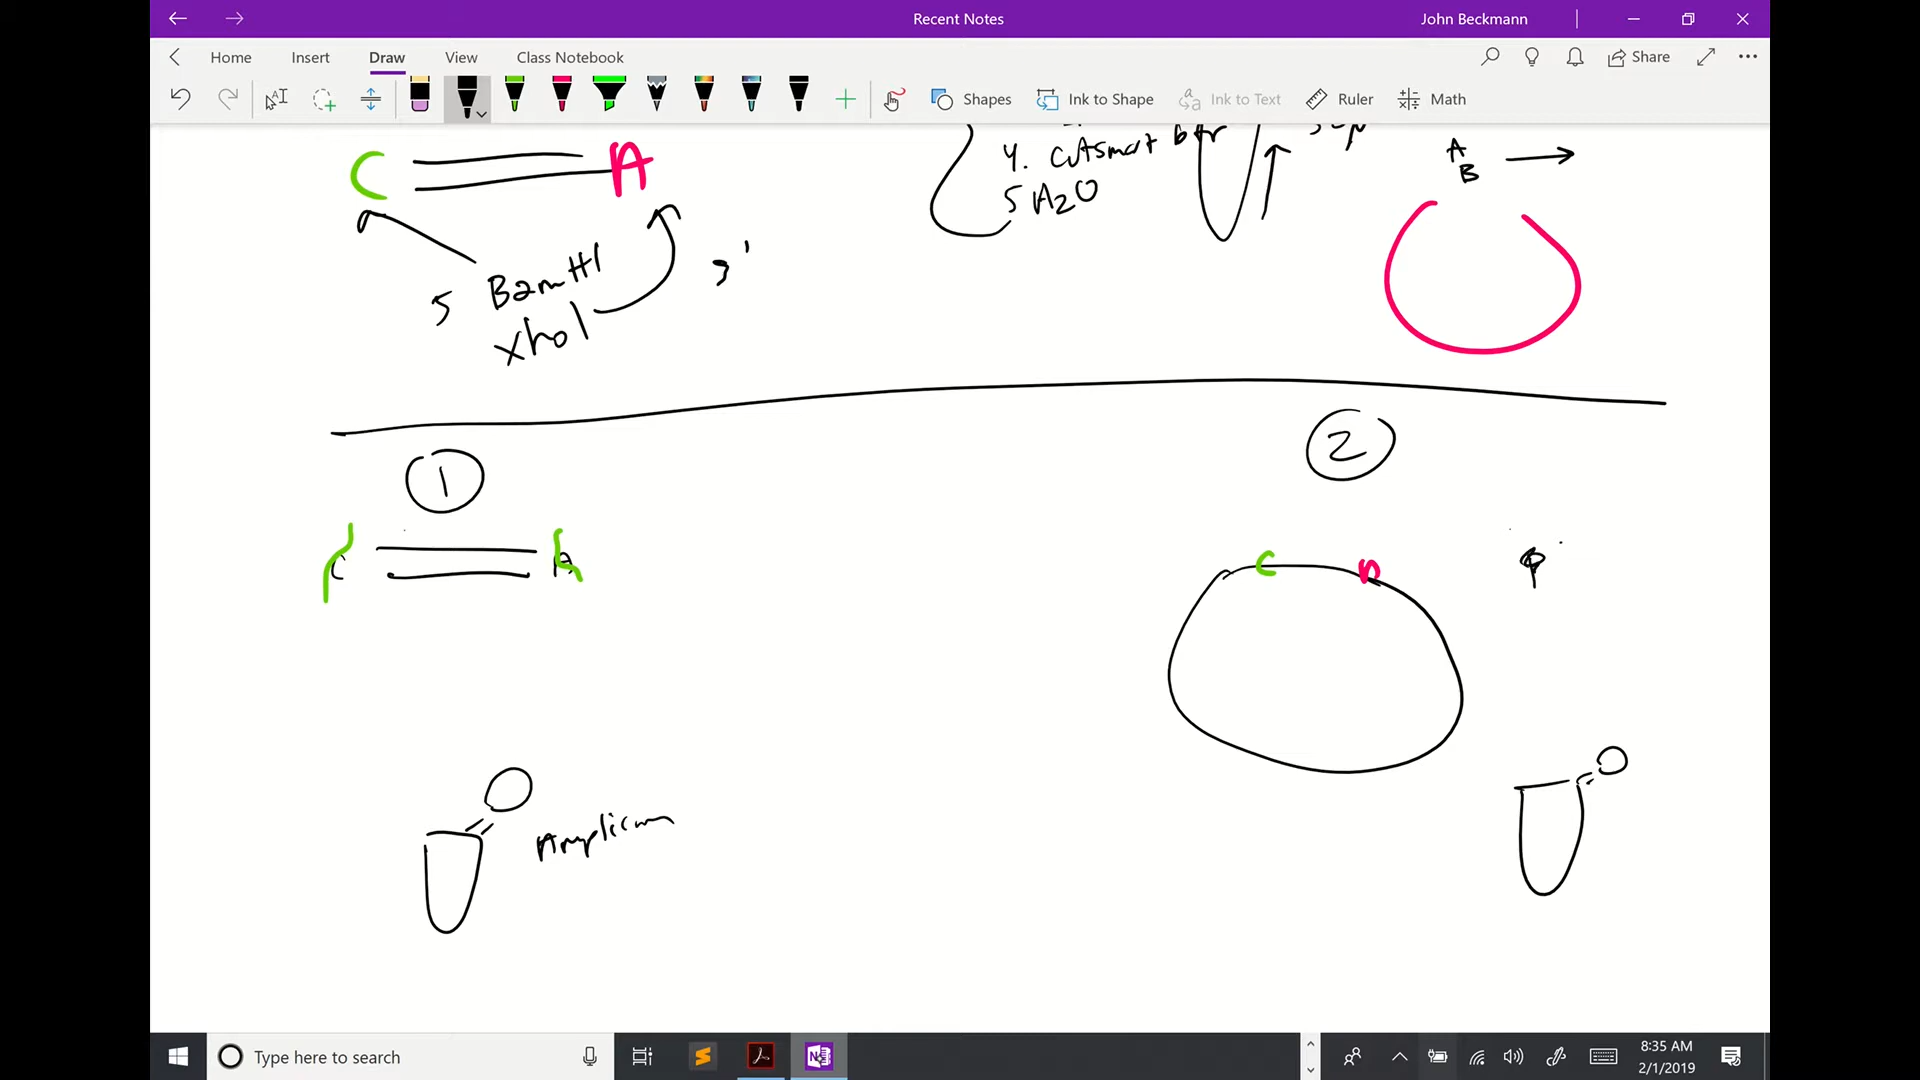 Recent Notes
John Beckmann
Home Insert Draw View Class Notebook
Share
Shapes Ink to Shape Ink to Text Ruler Math
C A
4. Cutsmart bfr
5 H2O
A
B
5 BamH1
Xho1
3'
1
2
C A
C A
Amplicon
Type here to search
8:35 AM
2/1/2019